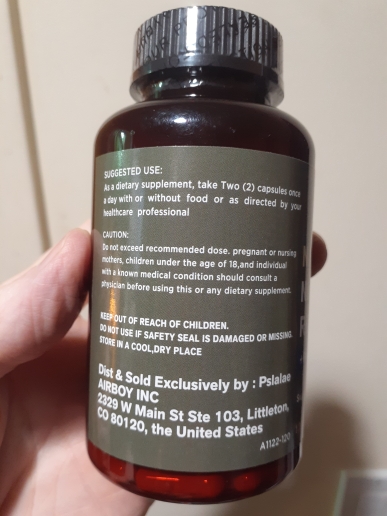 SUGGESTED USE:
As a dietary supplement, take Two (2) capsules once
a day with or without food or as directed by your
healthcare professional
CAUTION:
Do not exceed recommended dose. pregnant or nursing
mothers, children under the age of 18,and individual
with a known medical condition should consult a
physician before using this or any dietary supplement.
KEEP OUT OF REACH OF CHILDREN.
DO NOT USE IF SAFETY SEAL IS DAMAGED OR MISSING.
STORE IN A COOL,DRY PLACE
Dist & Sold Exclusively by : Pslalae
AIRBOY INC
2329 W Main St Ste 103, Littleton,
CO 80120, the United States
A1122-120